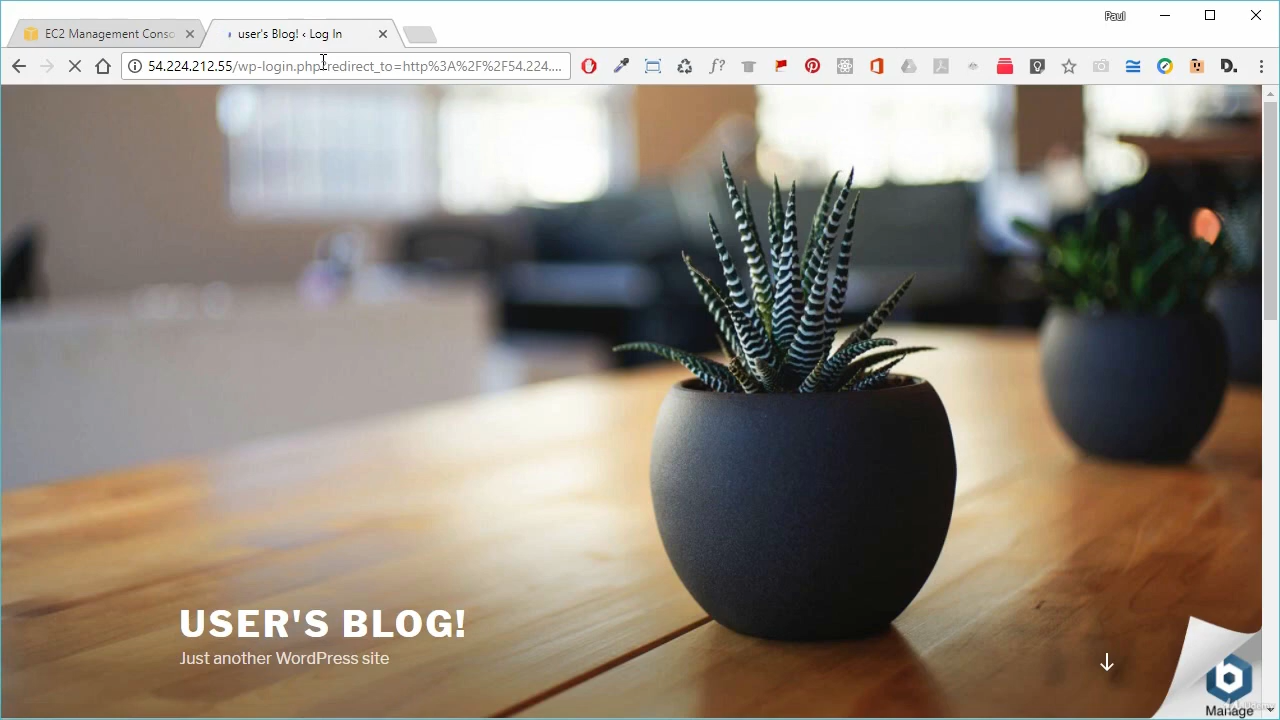 Paul
EC2 Management Conso
user's Blog! ‹ Log In
54.224.212.55/wp-login.php?redirect_to=http%3A%2F%2F54.224....
f?
D.
USER'S BLOG!
Just another WordPress site
b
Manage